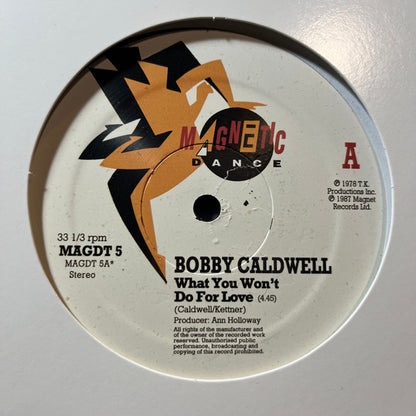 MAGNETIC
DANCE
A
℗ 1978 T.K.
Productions Inc.
℗ 1987 Magnet
Records Ltd.
33 1/3 rpm
MAGDT 5
MAGDT 5A*
Stereo
BOBBY CALDWELL
What You Won't
Do For Love (4.45)
(Caldwell/Kettner)
Producer: Ann Holloway
All rights of the manufacturer and
of the owner of the recorded work
reserved. Unauthorised public
performance, broadcasting and
copying of this record prohibited.